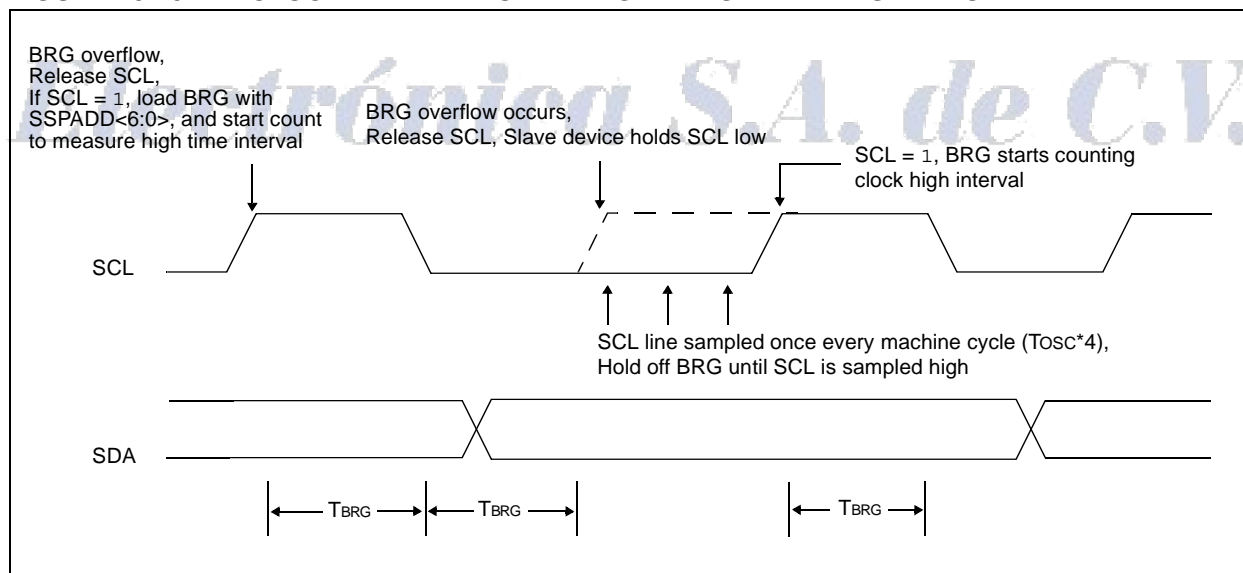 BRG overflow,
Release SCL,
If SCL = 1, load BRG with
SSPADD<6:0>, and start count
to measure high time interval
BRG overflow occurs,
Release SCL, Slave device holds SCL low
SCL = 1, BRG starts counting
clock high interval
SCL
SCL line sampled once every machine cycle (TOSC*4),
Hold off BRG until SCL is sampled high
SDA
TBRG
TBRG
TBRG
Electrónica S.A. de C.V.